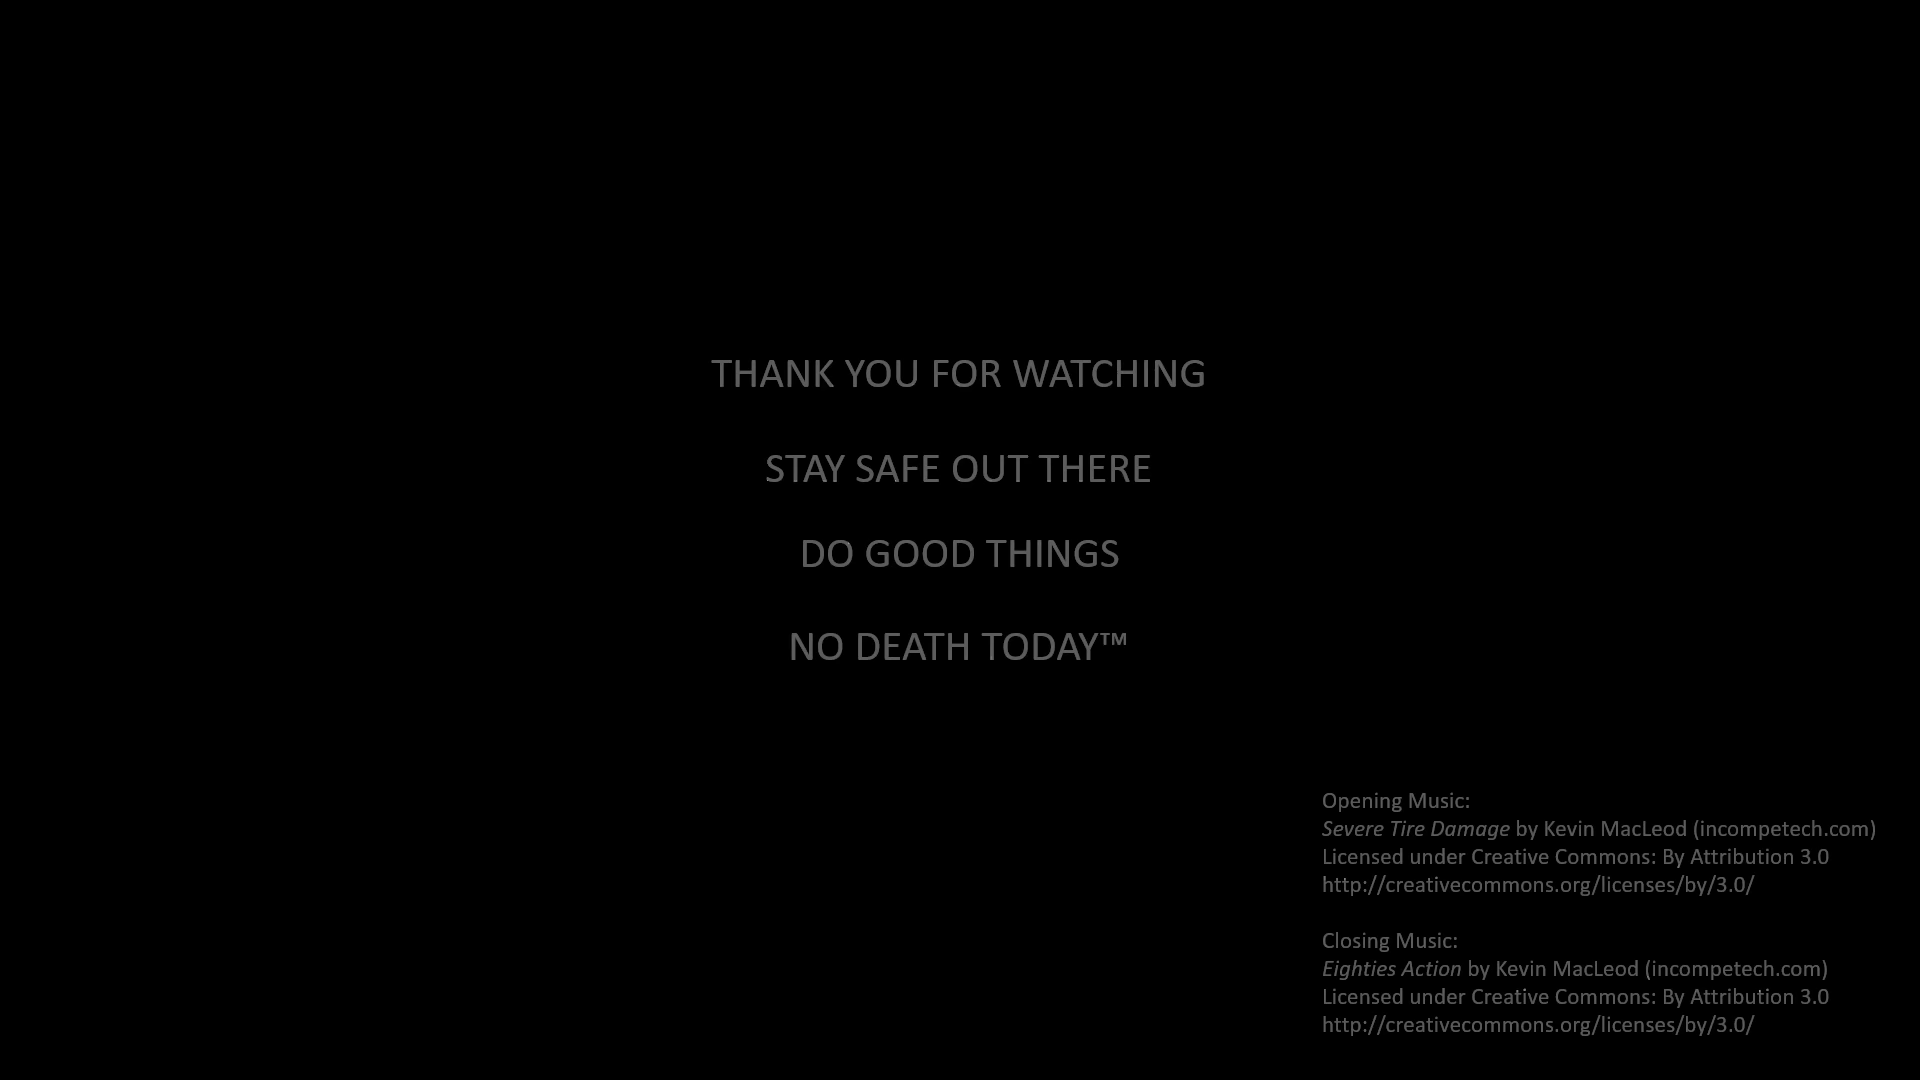 THANK YOU FOR WATCHING
STAY SAFE OUT THERE
DO GOOD THINGS
NO DEATH TODAY™
Opening Music:
Severe Tire Damage by Kevin MacLeod (incompetech.com)
Licensed under Creative Commons: By Attribution 3.0
http://creativecommons.org/licenses/by/3.0/
Closing Music:
Eighties Action by Kevin MacLeod (incompetech.com)
Licensed under Creative Commons: By Attribution 3.0
http://creativecommons.org/licenses/by/3.0/